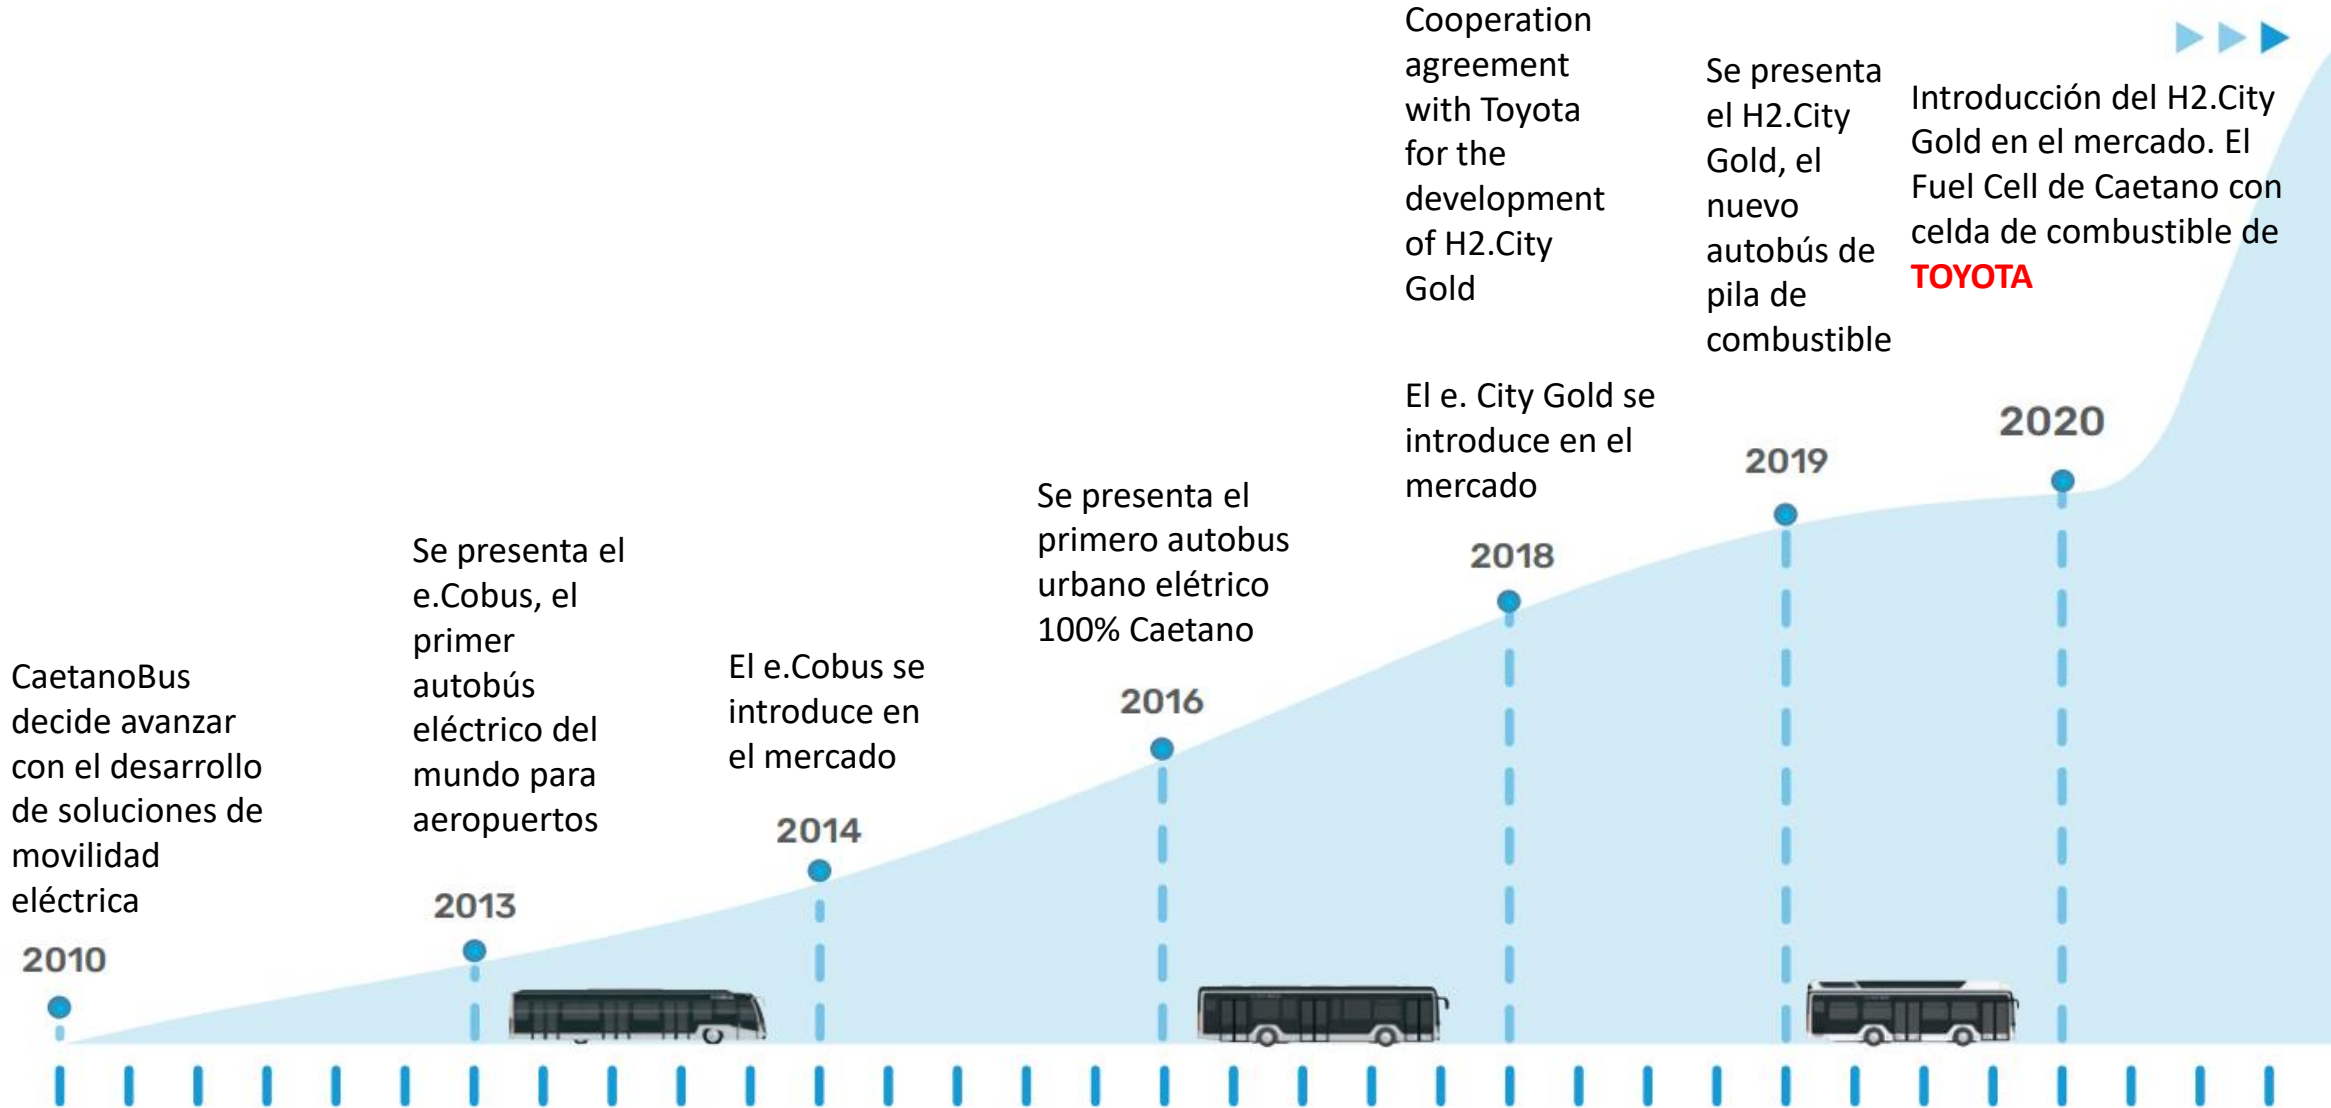 CaetanoBus
decide avanzar
con el desarrollo
de soluciones de
movilidad
eléctrica
2010
Se presenta el
e.Cobus, el
primer
autobús
eléctrico del
mundo para
aeropuertos
2013
El e.Cobus se
introduce en
el mercado
2014
Se presenta el
primero autobus
urbano elétrico
100% Caetano
2016
Cooperation
agreement
with Toyota
for the
development
of H2.City
Gold
El e. City Gold se
introduce en el
mercado
2018
Se presenta
el H2.City
Gold, el
nuevo
autobús de
pila de
combustible
2019
Introducción del H2.City
Gold en el mercado. El
Fuel Cell de Caetano con
celda de combustible de
TOYOTA
2020